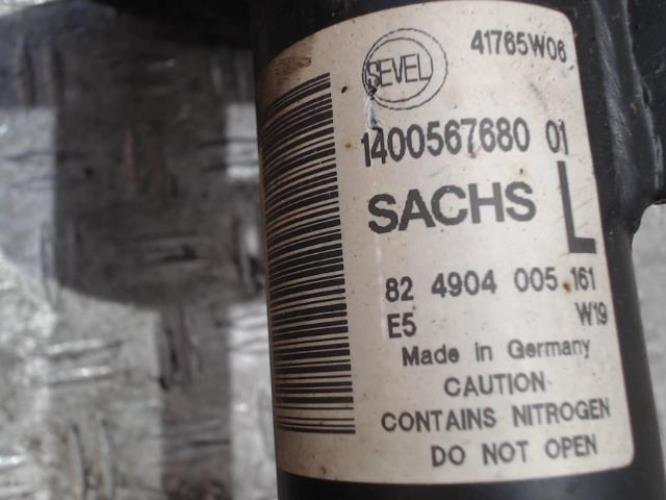 SEVEL
41765W06
1400567680 01
SACHS L
82 4904 005 161
E5 W19
Made in Germany
CAUTION
CONTAINS NITROGEN
DO NOT OPEN